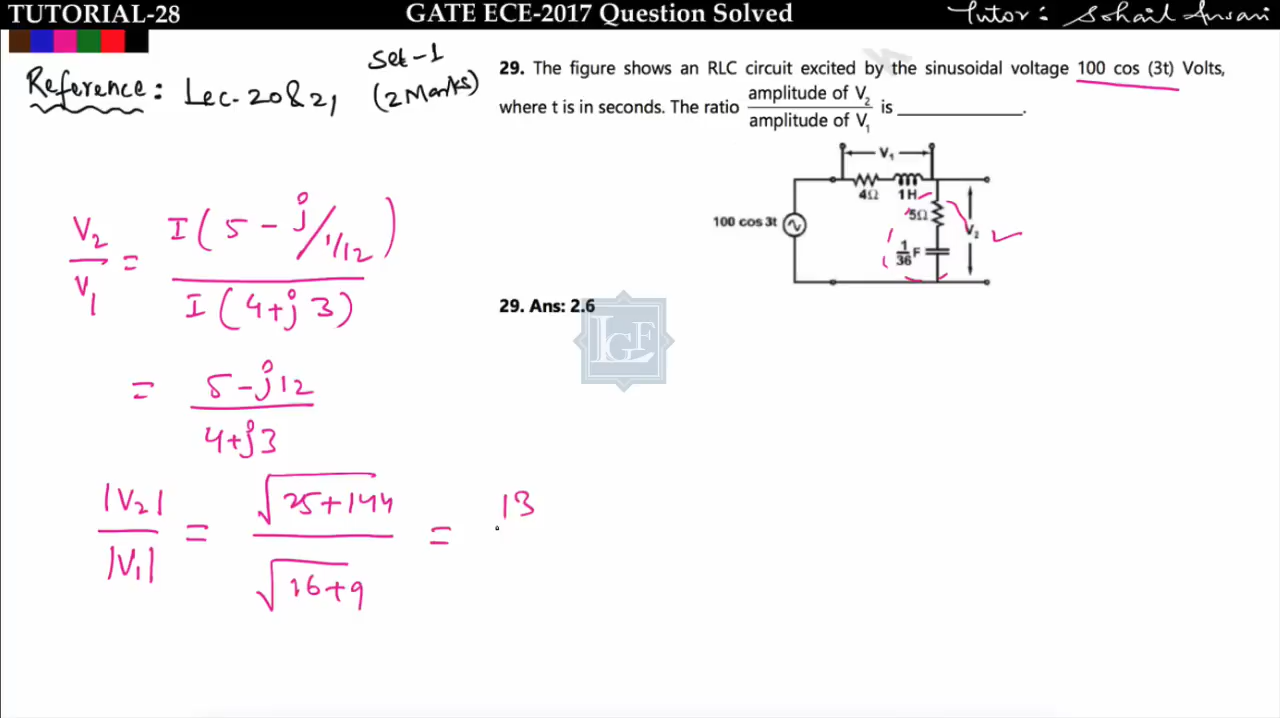 TUTORIAL-28
GATE ECE-2017 Question Solved
Tutor : Sohail Ansari
Reference : Lec-20&21
Set-1
(2 Marks)
29. The figure shows an RLC circuit excited by the sinusoidal voltage 100 cos (3t) Volts,
where t is in seconds. The ratio amplitude of V₂ / amplitude of V₁ is ____________.
V₁
4Ω 1H
5Ω
100 cos 3t
V₂
1/36 F
29. Ans: 2.6
LGF
V₂/V₁ = I(5 - j/1/12) / I(4+j3)
= 5-j12 / 4+j3
|V₂|/|V₁| = √25+144 / √16+9 = 13